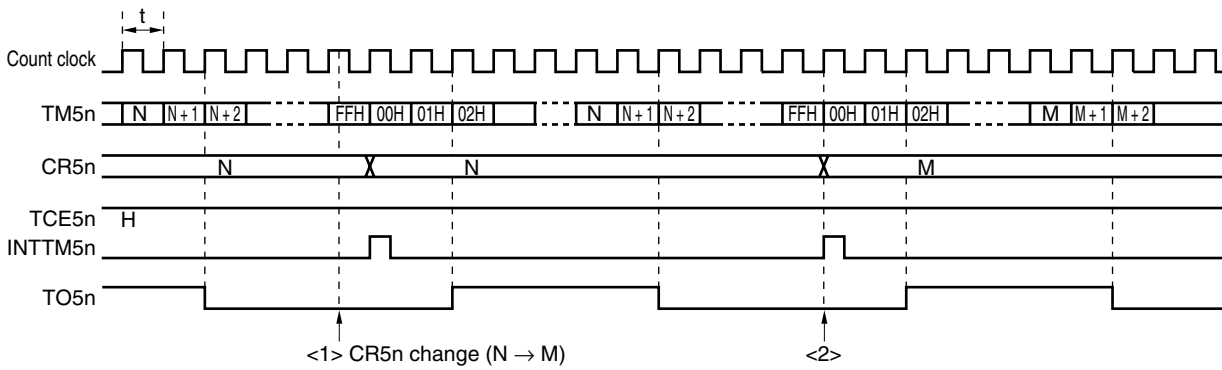 t
Count clock
TM5n N N + 1 N + 2 FFH 00H 01H 02H N N + 1 N + 2 FFH 00H 01H 02H M M + 1 M + 2
CR5n N N M
TCE5n H
INTTM5n
TO5n
<1> CR5n change (N → M) <2>